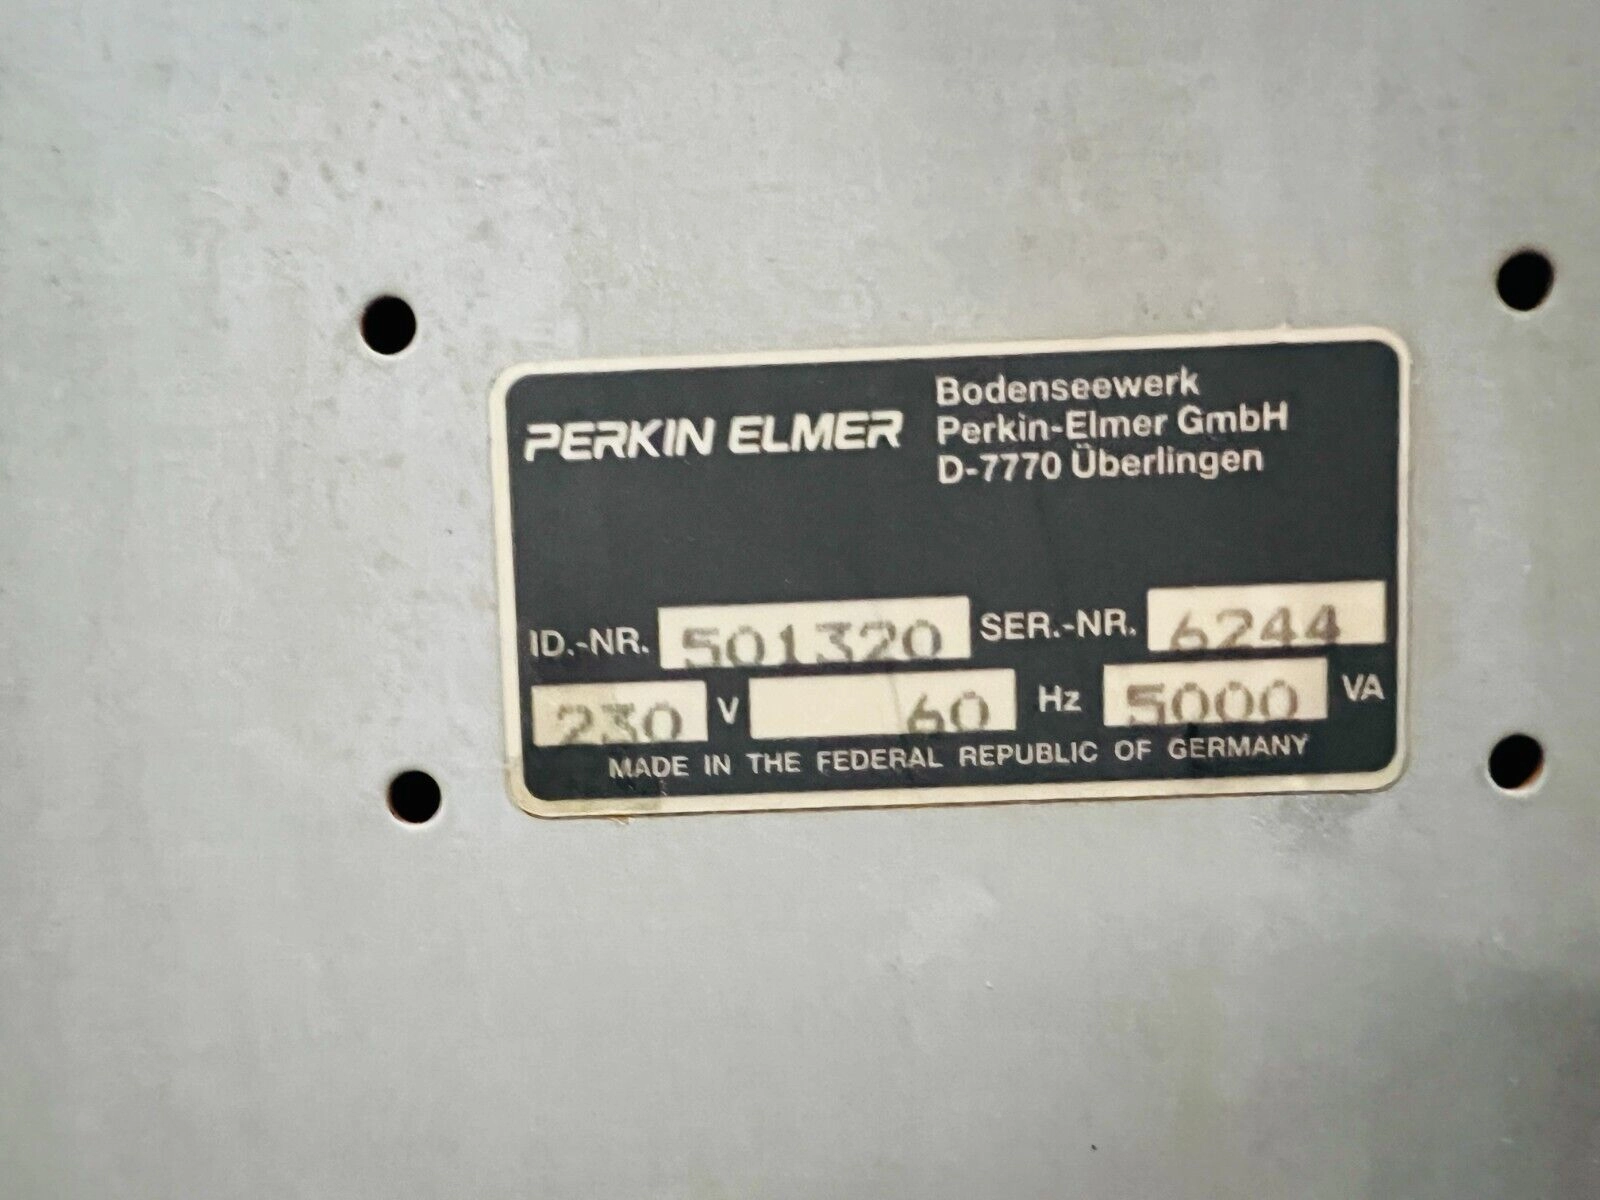 PERKIN ELMER
Bodenseewerk
Perkin-Elmer GmbH
D-7770 Überlingen
ID.-NR. 501320 SER.-NR. 6244
230 V 60 Hz 5000 VA
MADE IN THE FEDERAL REPUBLIC OF GERMANY